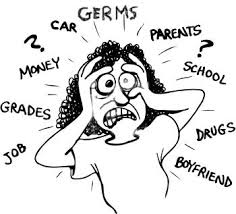 GERMS
CAR
PARENTS
?
?
MONEY
SCHOOL
GRADES
DRUGS
JOB
BOYFRIEND